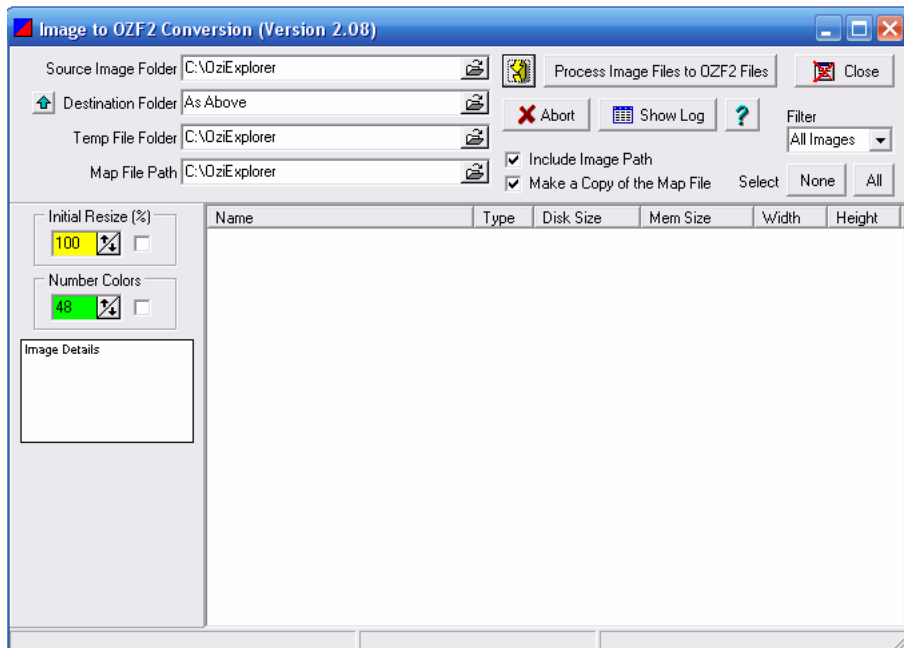 Image to OZF2 Conversion (Version 2.08)
Source Image Folder C:\OziExplorer
Process Image Files to OZF2 Files
Close
Destination Folder As Above
Abort
Show Log
?
Filter
All Images
Temp File Folder C:\OziExplorer
Map File Path C:\OziExplorer
Include Image Path
Make a Copy of the Map File
Select
None
All
Initial Resize (%)
100
Number Colors
48
Image Details
Name Type Disk Size Mem Size Width Height